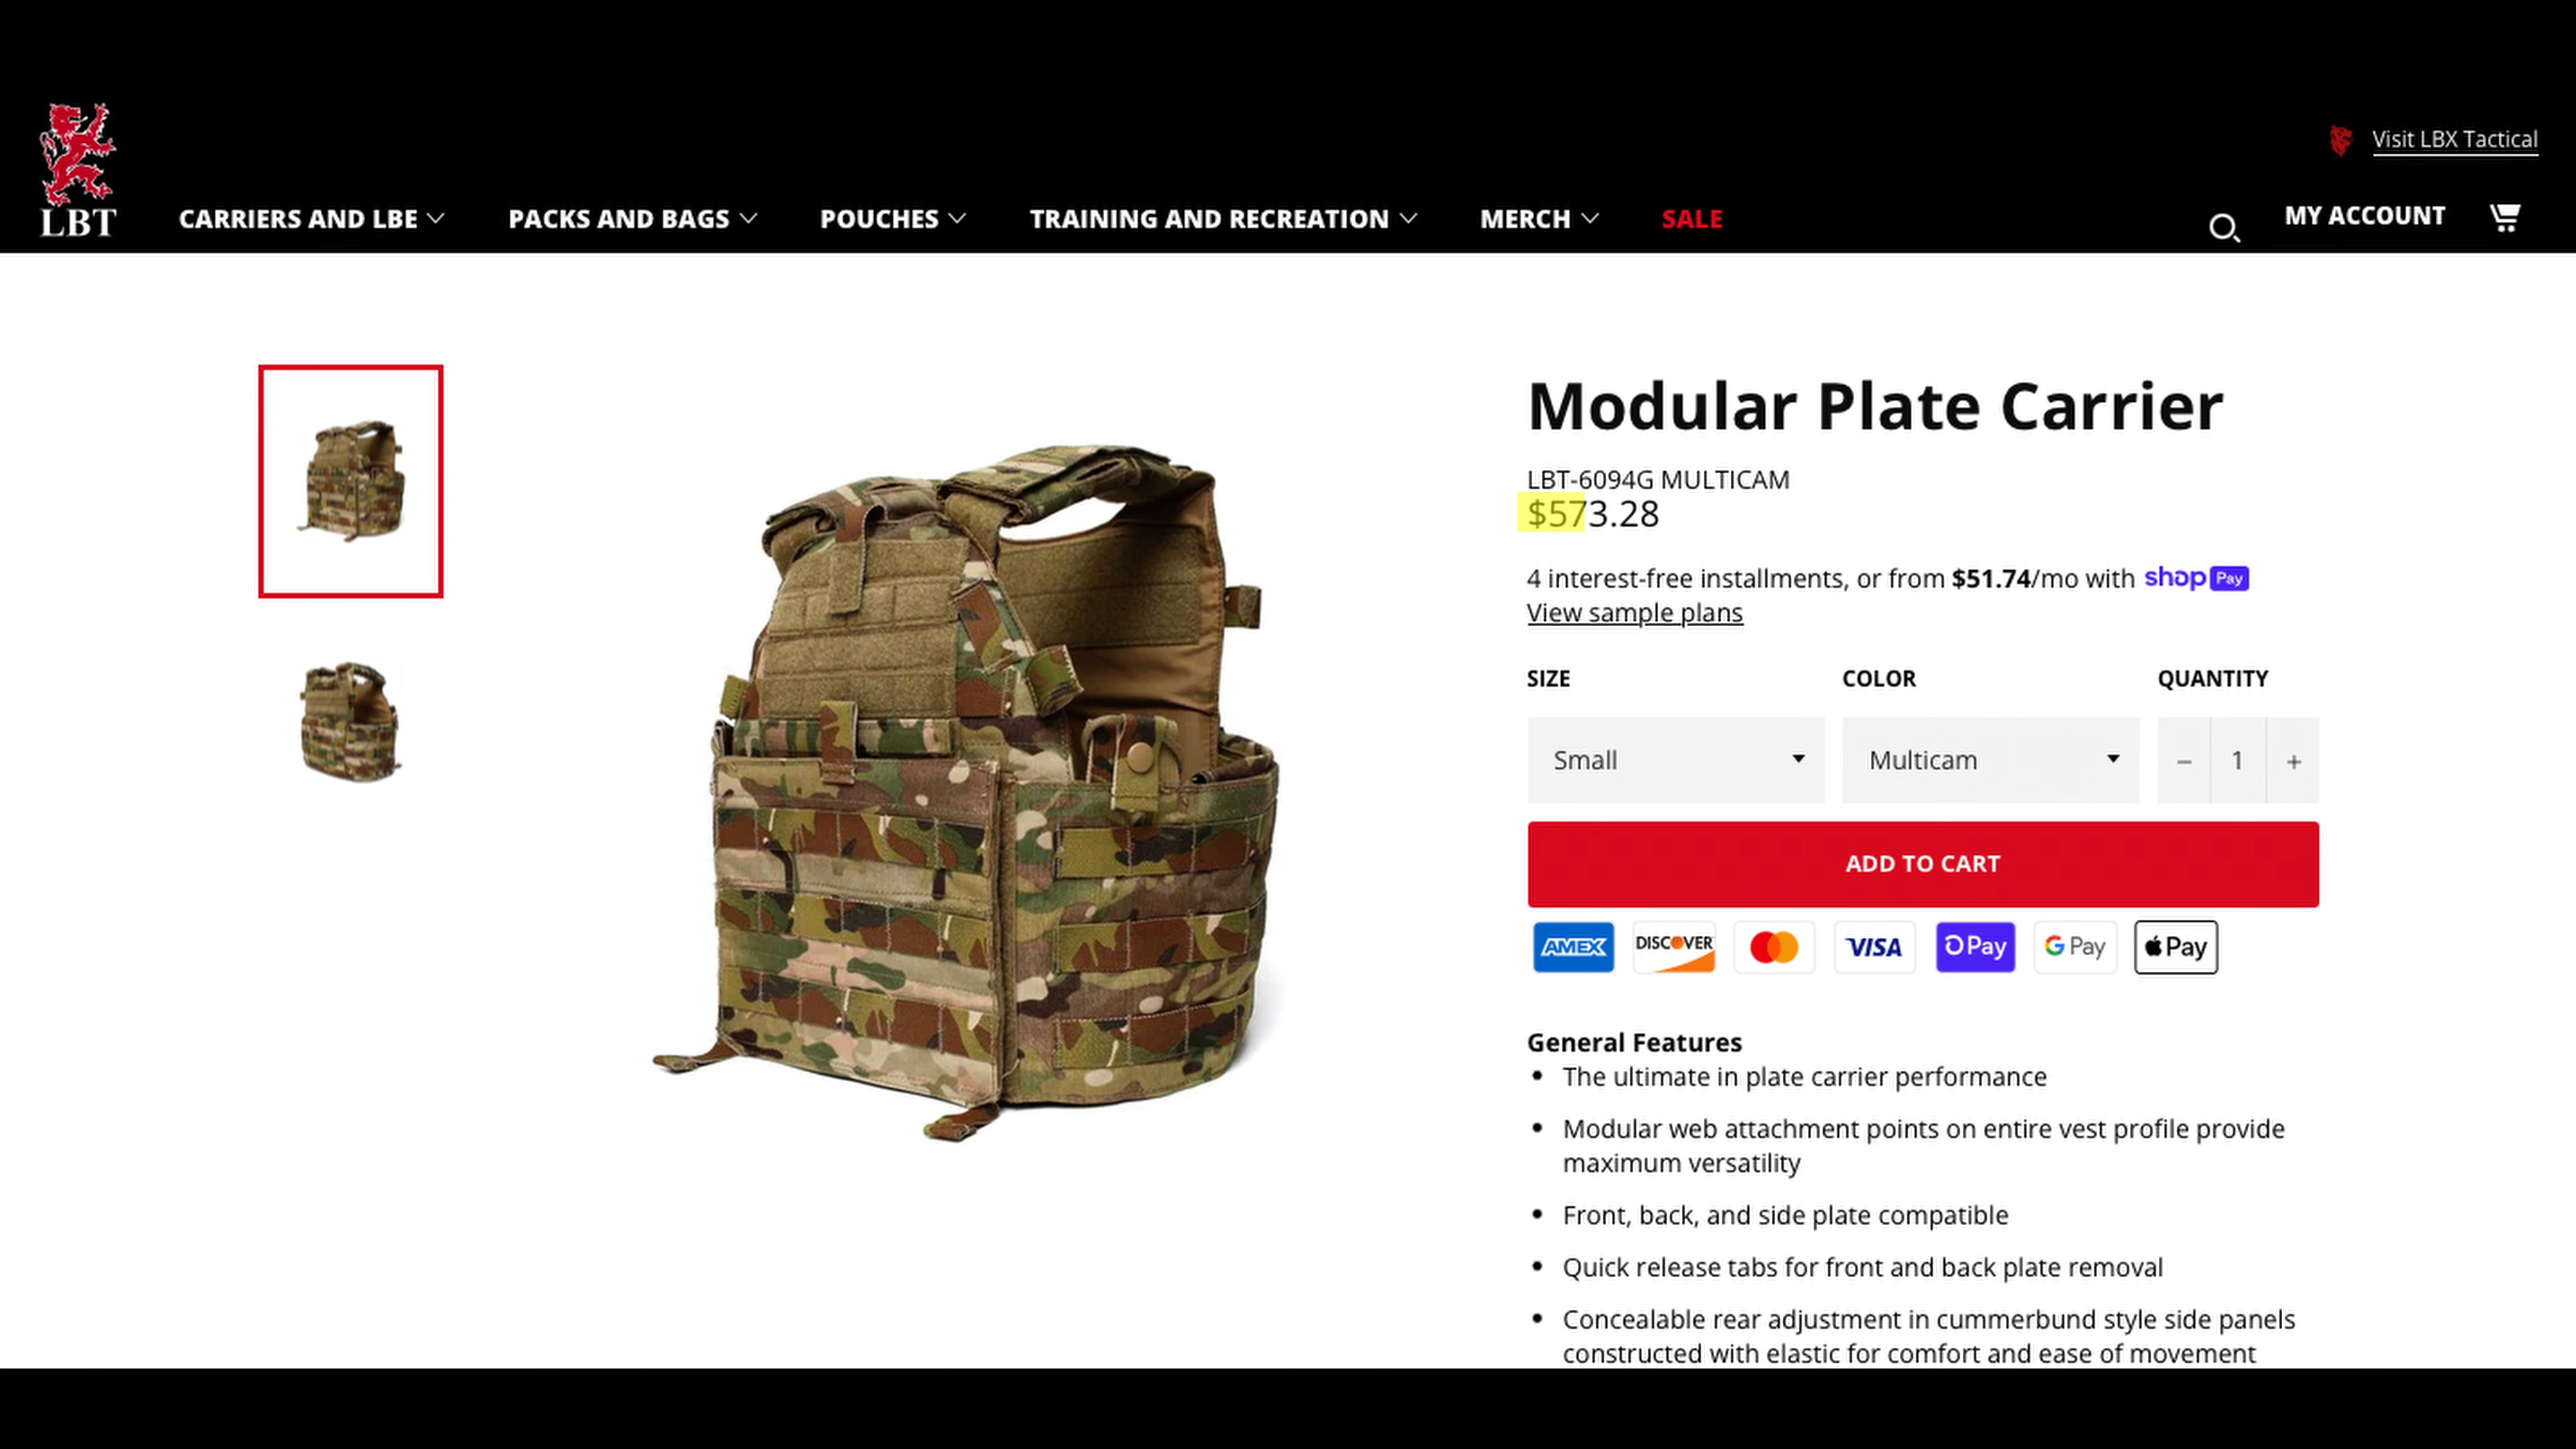 Visit LBX Tactical
LBT
CARRIERS AND LBE
PACKS AND BAGS
POUCHES
TRAINING AND RECREATION
MERCH
SALE
MY ACCOUNT
Modular Plate Carrier
LBT-6094G MULTICAM
$573.28
4 interest-free installments, or from $51.74/mo with shop Pay
View sample plans
SIZE
COLOR
QUANTITY
Small
Multicam
− 1 +
ADD TO CART
AMEX
DISCOVER
VISA
Pay
G Pay
Pay
General Features
• The ultimate in plate carrier performance
• Modular web attachment points on entire vest profile provide
maximum versatility
• Front, back, and side plate compatible
• Quick release tabs for front and back plate removal
• Concealable rear adjustment in cummerbund style side panels
constructed with elastic for comfort and ease of movement